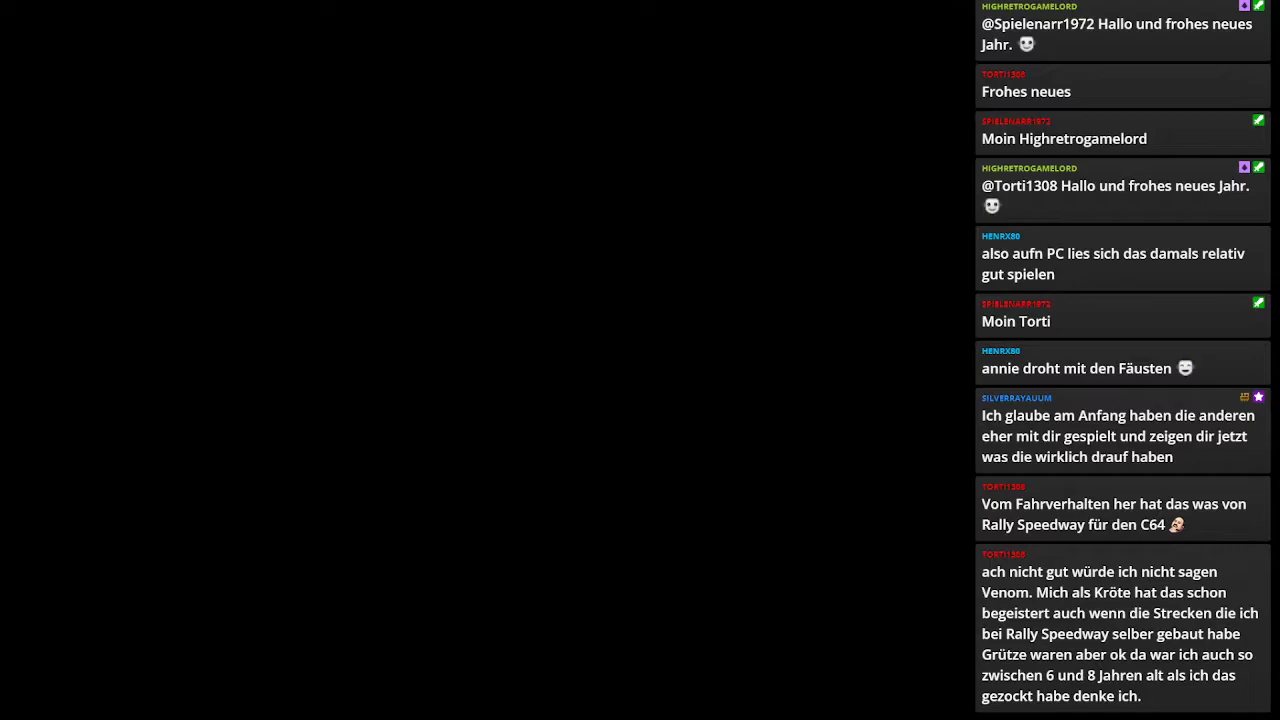 HIGHRETROGAMELORD
@Spielenarr1972 Hallo und frohes neues
Jahr.
TORTI1308
Frohes neues
SPIELENARR1972
Moin Highretrogamelord
HIGHRETROGAMELORD
@Torti1308 Hallo und frohes neues Jahr.
HENRX80
also aufn PC lies sich das damals relativ
gut spielen
SPIELENARR1972
Moin Torti
HENRX80
annie droht mit den Fäusten
SILVERRAYAUUM
Ich glaube am Anfang haben die anderen
eher mit dir gespielt und zeigen dir jetzt
was die wirklich drauf haben
TORTI1308
Vom Fahrverhalten her hat das was von
Rally Speedway für den C64
TORTI1308
ach nicht gut würde ich nicht sagen
Venom. Mich als Kröte hat das schon
begeistert auch wenn die Strecken die ich
bei Rally Speedway selber gebaut habe
Grütze waren aber ok da war ich auch so
zwischen 6 und 8 Jahren alt als ich das
gezockt habe denke ich.